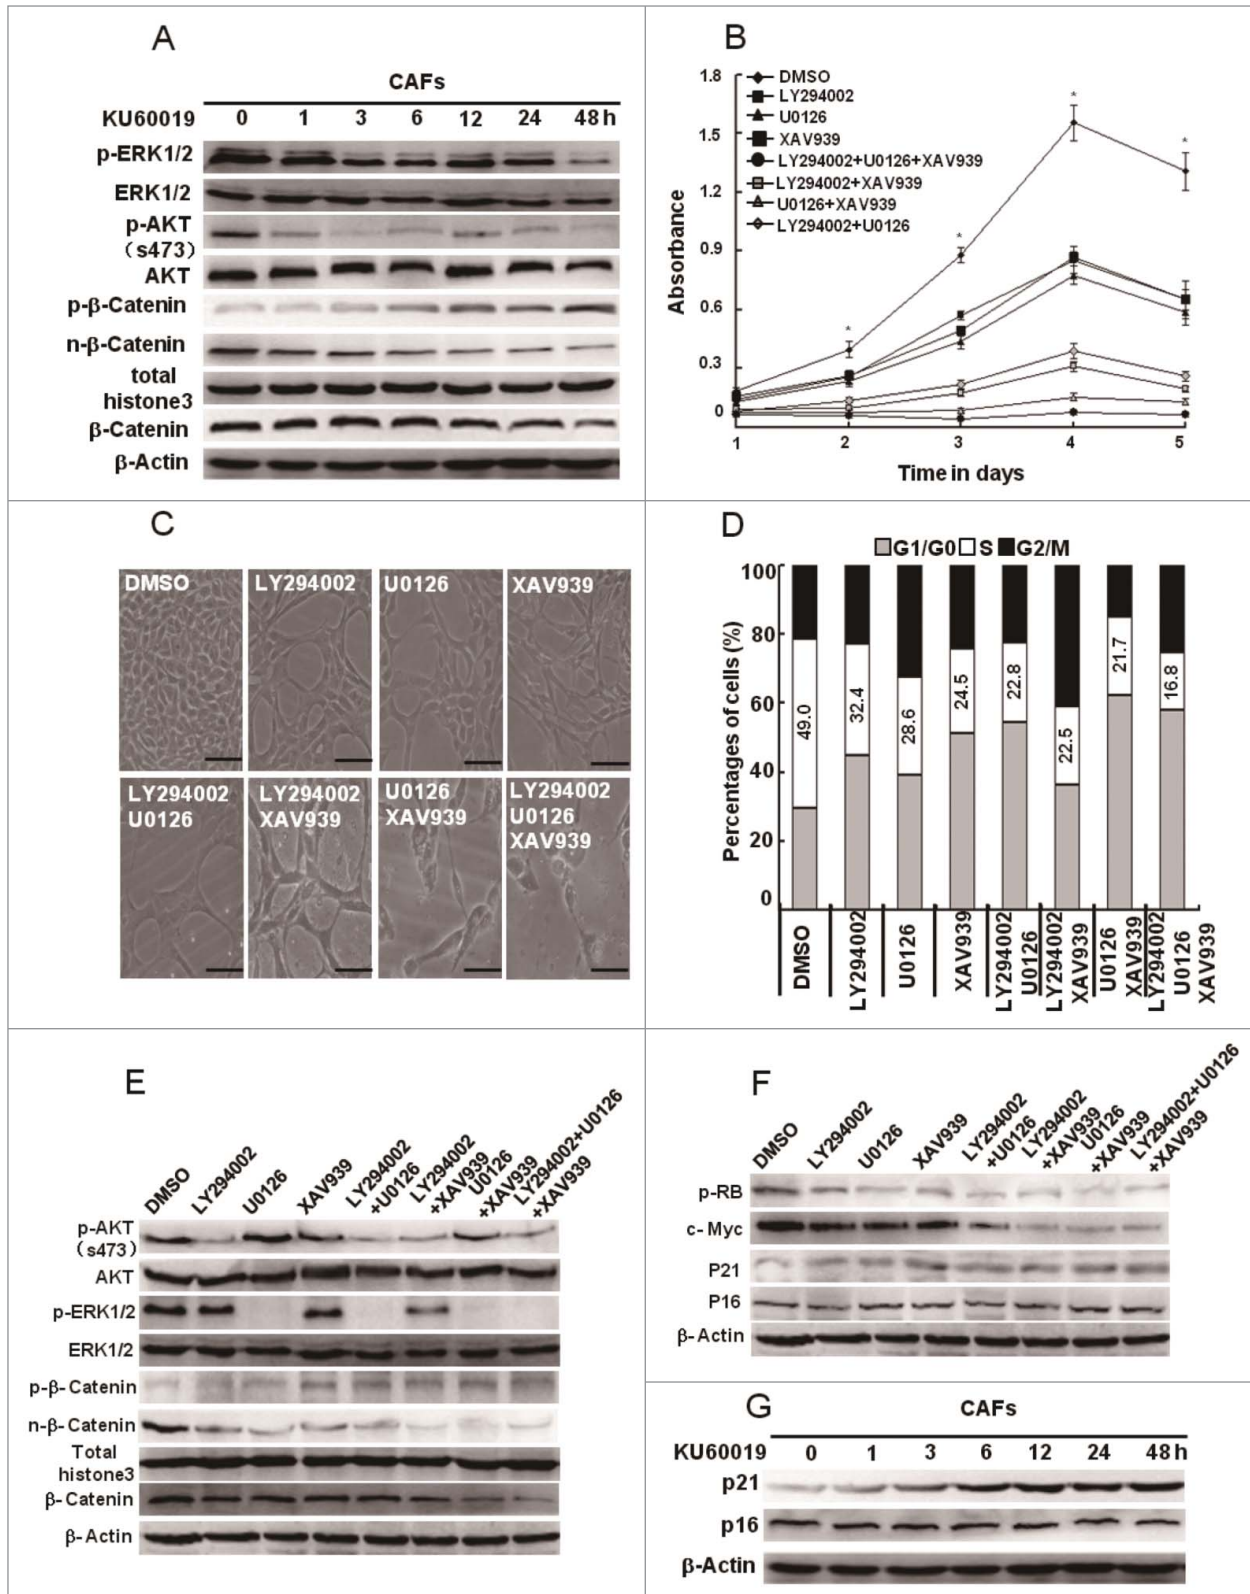 A
CAFs
KU60019 0 1 3 6 12 24 48 h
p-ERK1/2
ERK1/2
p-AKT
(s473)
AKT
p-β-Catenin
n-β-Catenin
total
histone3
β-Catenin
β-Actin
B
1.8
1.5
1.2
0.9
0.6
0.3
0
Absorbance
DMSO
LY294002
U0126
XAV939
LY294002+U0126+XAV939
LY294002+XAV939
U0126+XAV939
LY294002+U0126
* * * *
1 2 3 4 5
Time in days
C
DMSO LY294002 U0126 XAV939
LY294002
U0126
LY294002
XAV939
U0126
XAV939
LY294002
U0126
XAV939
D
G1/G0 S G2/M
Percentages of cells (%)
100
80
60
40
20
0
49.0 32.4 28.6 24.5 22.8 22.5 21.7 16.8
DMSO
LY294002
U0126
XAV939
LY294002
U0126
LY294002
XAV939
U0126
XAV939
LY294002
U0126
XAV939
E
DMSO
LY294002
U0126
XAV939
LY294002
+U0126
LY294002
+XAV939
U0126
+XAV939
LY294002+U0126
+XAV939
p-AKT
(s473)
AKT
p-ERK1/2
ERK1/2
p-β-Catenin
n-β-Catenin
Total
histone3
β-Catenin
β-Actin
F
DMSO
LY294002
U0126
XAV939
LY294002
+U0126
LY294002
+XAV939
U0126
+XAV939
LY294002+U0126
+XAV939
p-RB
c-Myc
P21
P16
β-Actin
G
CAFs
KU60019 0 1 3 6 12 24 48 h
p21
p16
β-Actin